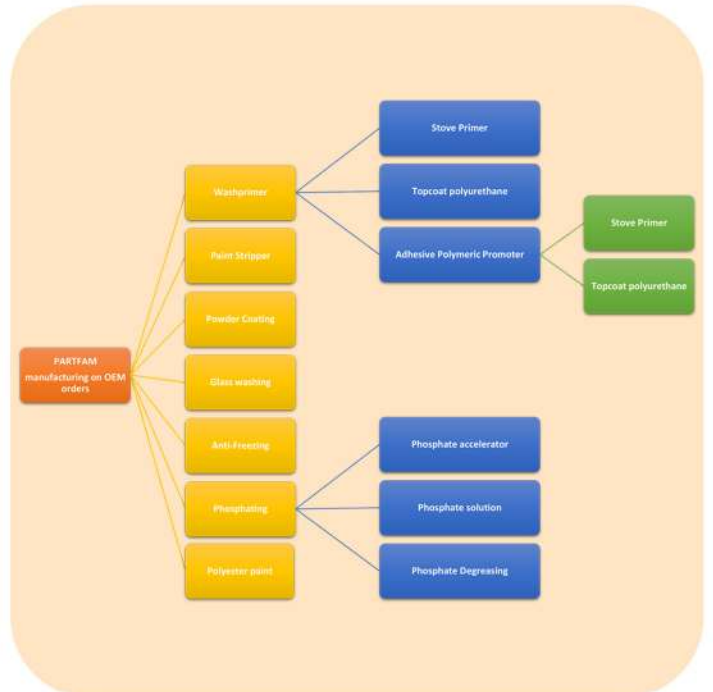 PARTFAM
manufacturing on OEM
orders
Washprimer
Paint Stripper
Powder Coating
Glass washing
Anti-Freezing
Phosphating
Polyester paint
Stove Primer
Topcoat polyurethane
Adhesive Polymeric Promoter
Phosphate accelerator
Phosphate solution
Phosphate Degreasing
Stove Primer
Topcoat polyurethane